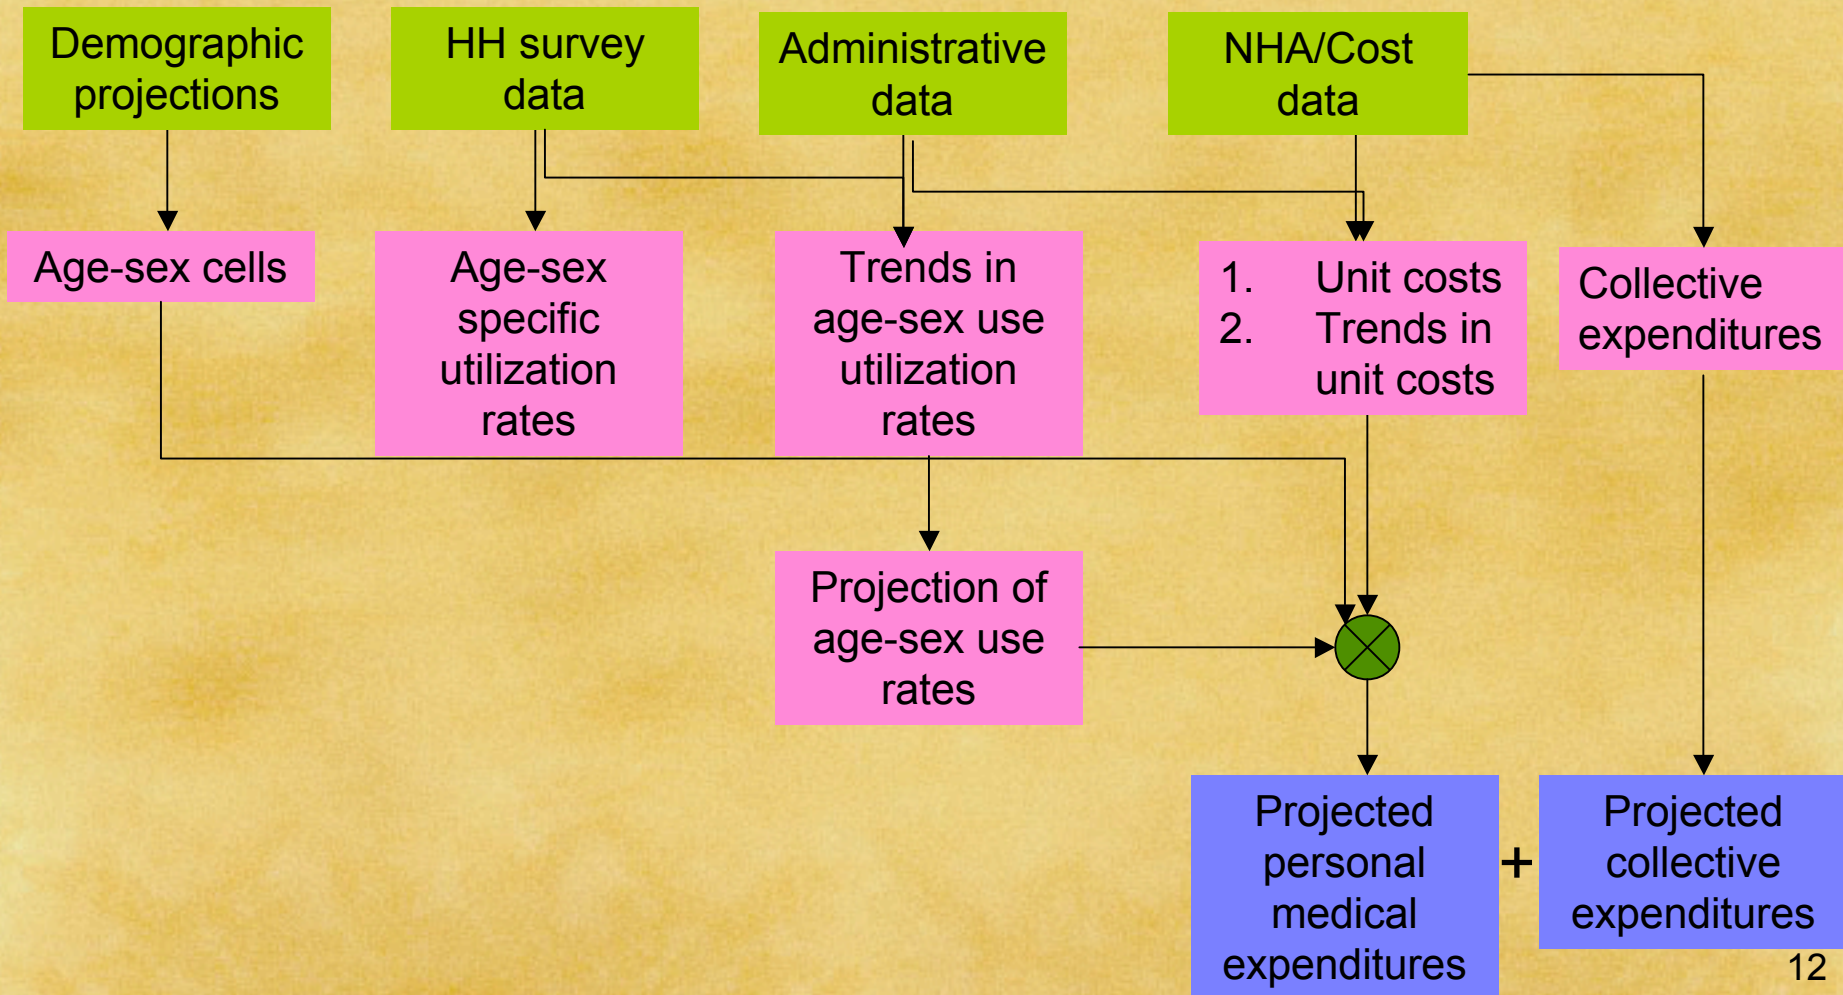 Demographic
projections
HH survey
data
Administrative
data
NHA/Cost
data
Age-sex cells
Age-sex
specific
utilization
rates
Trends in
age-sex use
utilization
rates
1. Unit costs
2. Trends in
unit costs
Collective
expenditures
Projection of
age-sex use
rates
Projected
personal
medical
expenditures
+
Projected
collective
expenditures
12